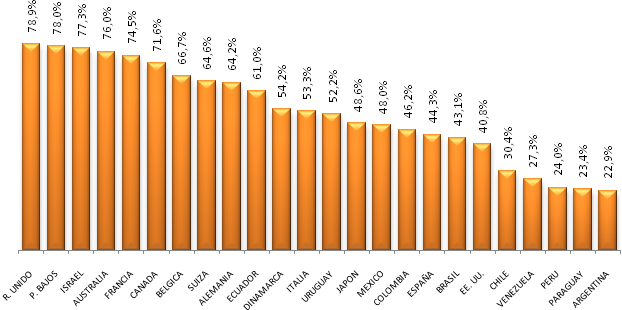 78,9%
78,0%
77,3%
76,0%
74,5%
71,6%
66,7%
64,6%
64,2%
61,0%
54,2%
53,3%
52,2%
48,6%
48,0%
46,2%
44,3%
43,1%
40,8%
30,4%
27,3%
24,0%
23,4%
22,9%
R. UNIDO
P. BAJOS
ISRAEL
AUSTRALIA
FRANCIA
CANADA
BELGICA
SUIZA
ALEMANIA
ECUADOR
DINAMARCA
ITALIA
URUGUAY
JAPON
MEXICO
COLOMBIA
ESPAÑA
BRASIL
EE. UU.
CHILE
VENEZUELA
PERU
PARAGUAY
ARGENTINA